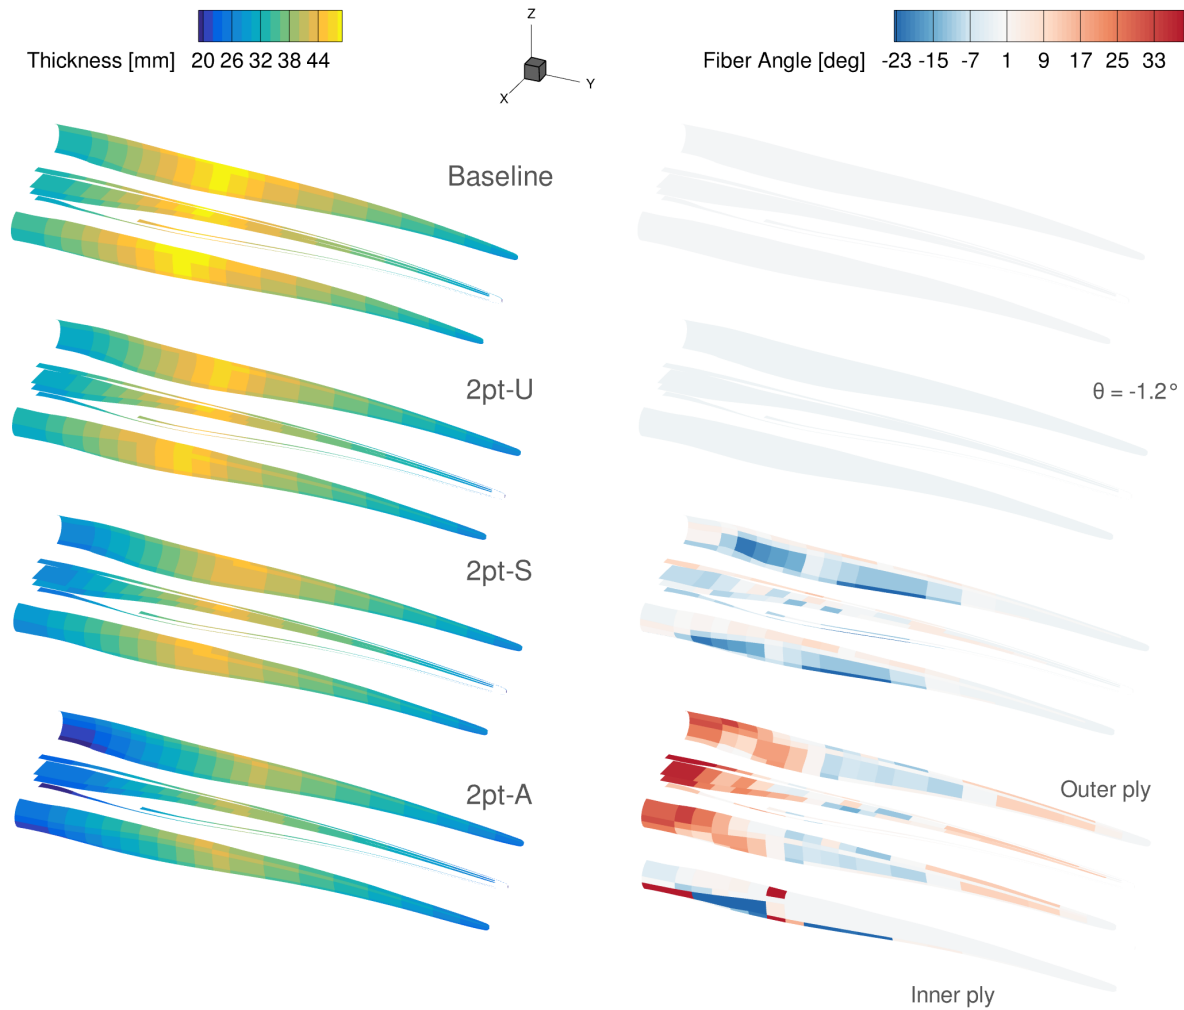 Thickness [mm] 20 26 32 38 44
Z
X
Y
Fiber Angle [deg] -23 -15 -7 1 9 17 25 33
Baseline
2pt-U
θ = -1.2°
2pt-S
2pt-A
Outer ply
Inner ply